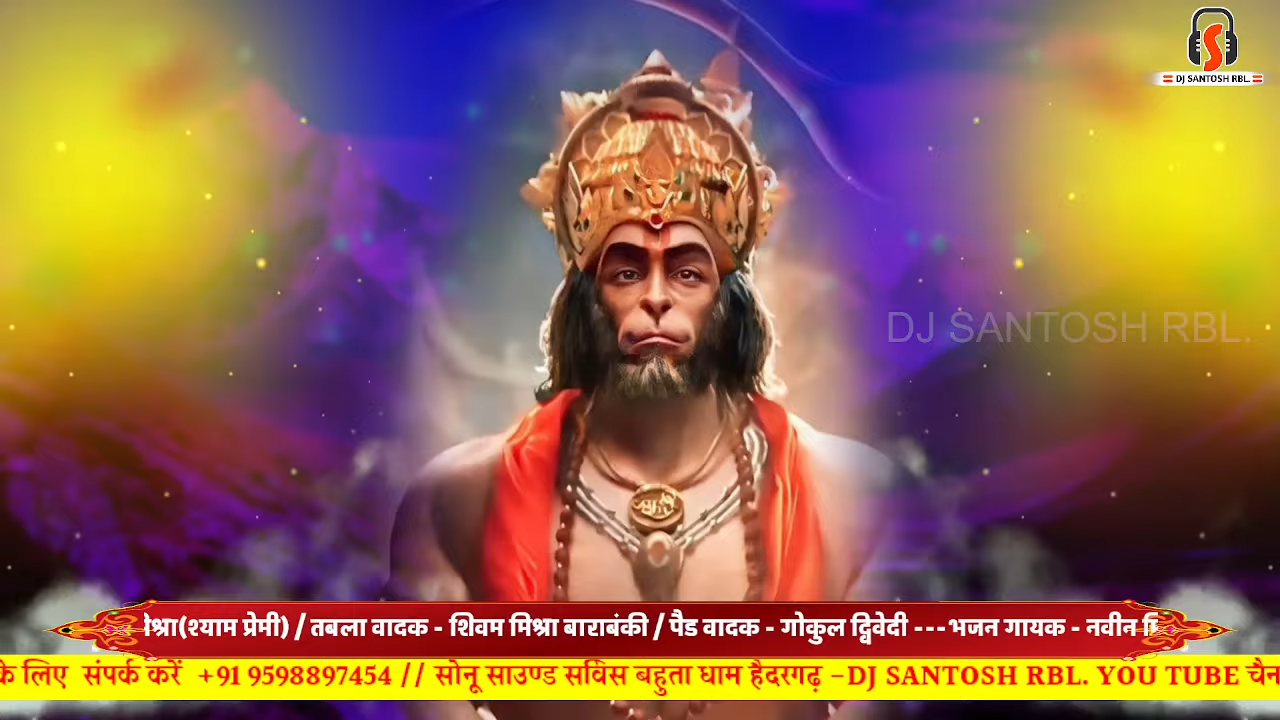 DJ SANTOSH RBL.
DJ SANTOSH RBL.
(श्याम प्रेमी) / तबला वादक - शिवम मिश्रा बाराबंकी / पैड वादक - गोकुल द्विवेदी --- भजन गायक - नवीन
के लिए संपर्क करें +91 9598897454 // सोनू साउण्ड सर्विस बहुता धाम हैदरगढ़ -DJ SANTOSH RBL. YOU TUBE